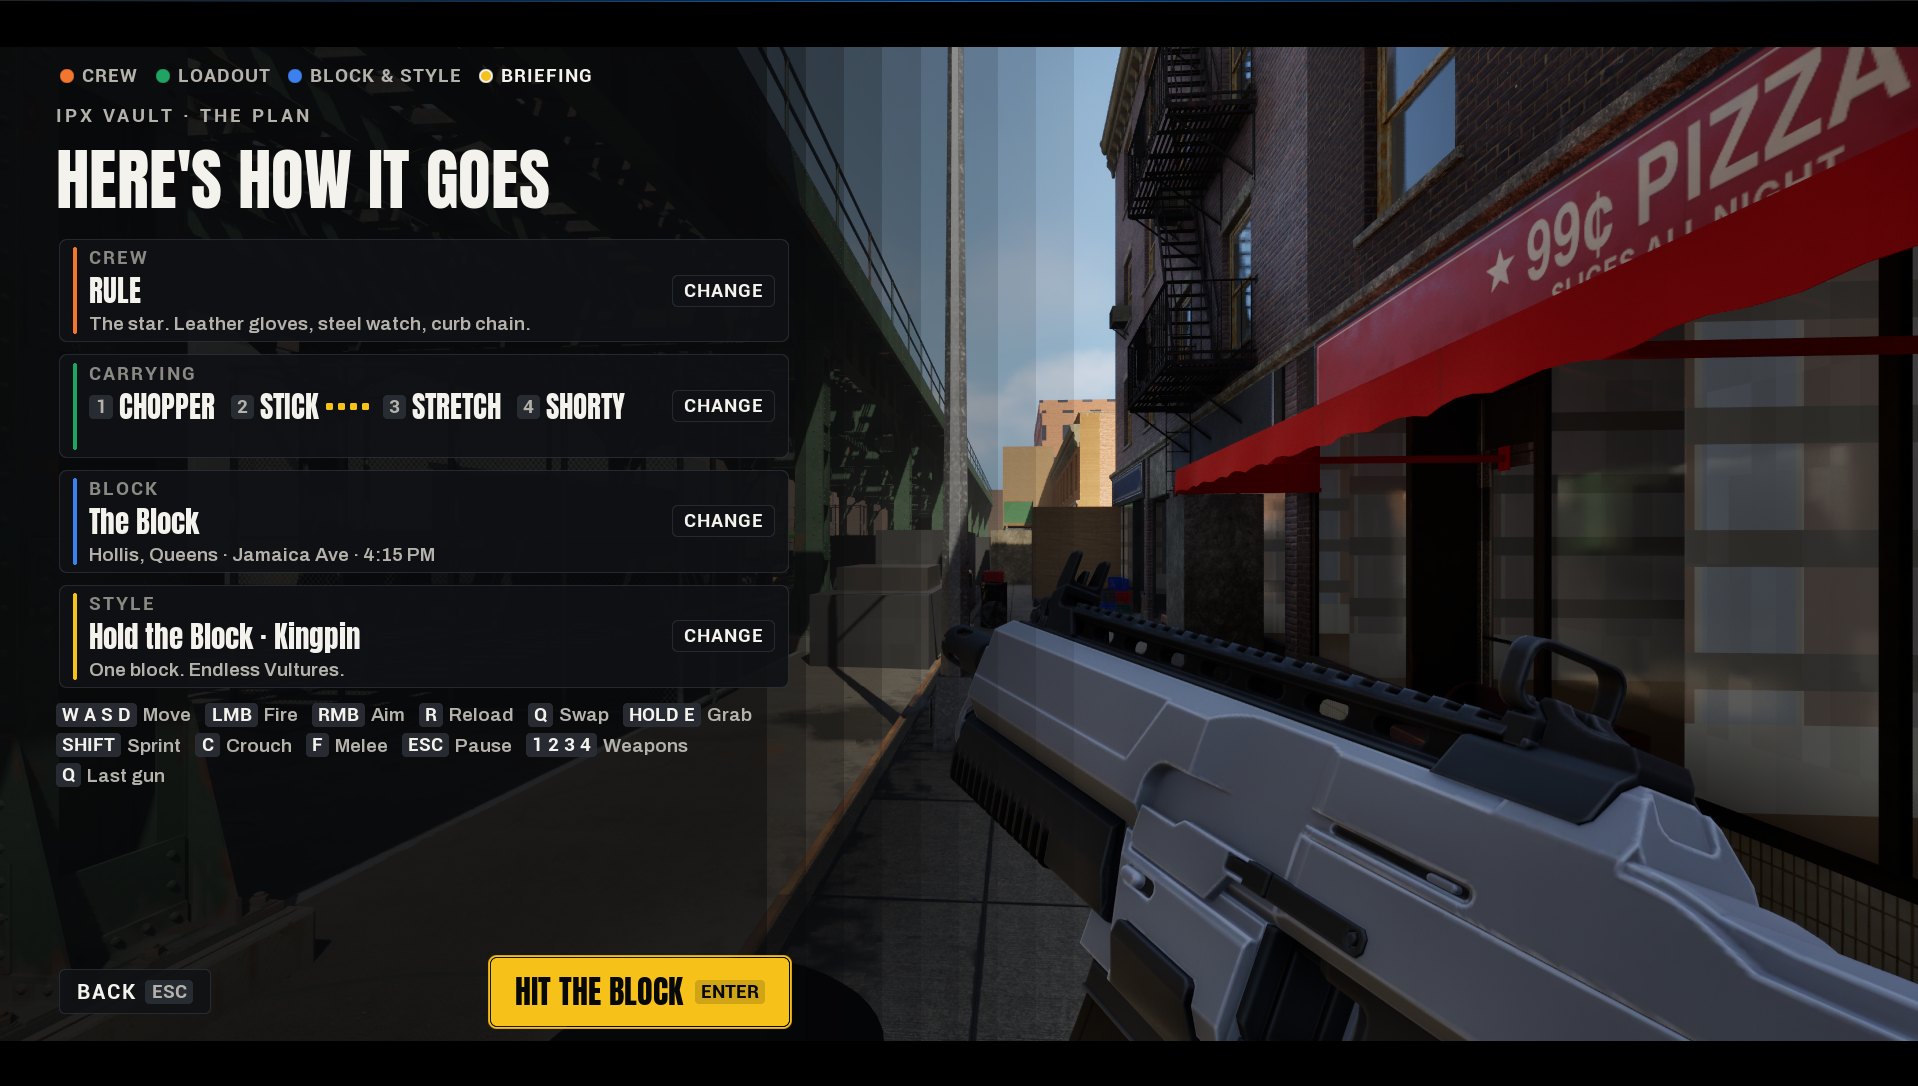 CREW LOADOUT BLOCK & STYLE BRIEFING
IPX VAULT · THE PLAN
HERE'S HOW IT GOES
CREW
RULE
The star. Leather gloves, steel watch, curb chain.
CHANGE
CARRYING
1 CHOPPER 2 STICK 3 STRETCH 4 SHORTY
CHANGE
BLOCK
The Block
Hollis, Queens · Jamaica Ave · 4:15 PM
CHANGE
STYLE
Hold the Block · Kingpin
One block. Endless Vultures.
CHANGE
W A S D Move LMB Fire RMB Aim R Reload Q Swap HOLD E Grab
SHIFT Sprint C Crouch F Melee ESC Pause 1 2 3 4 Weapons
Q Last gun
BACK ESC
HIT THE BLOCK ENTER
★ 99¢ PIZZA
SLICES ALL NIGHT